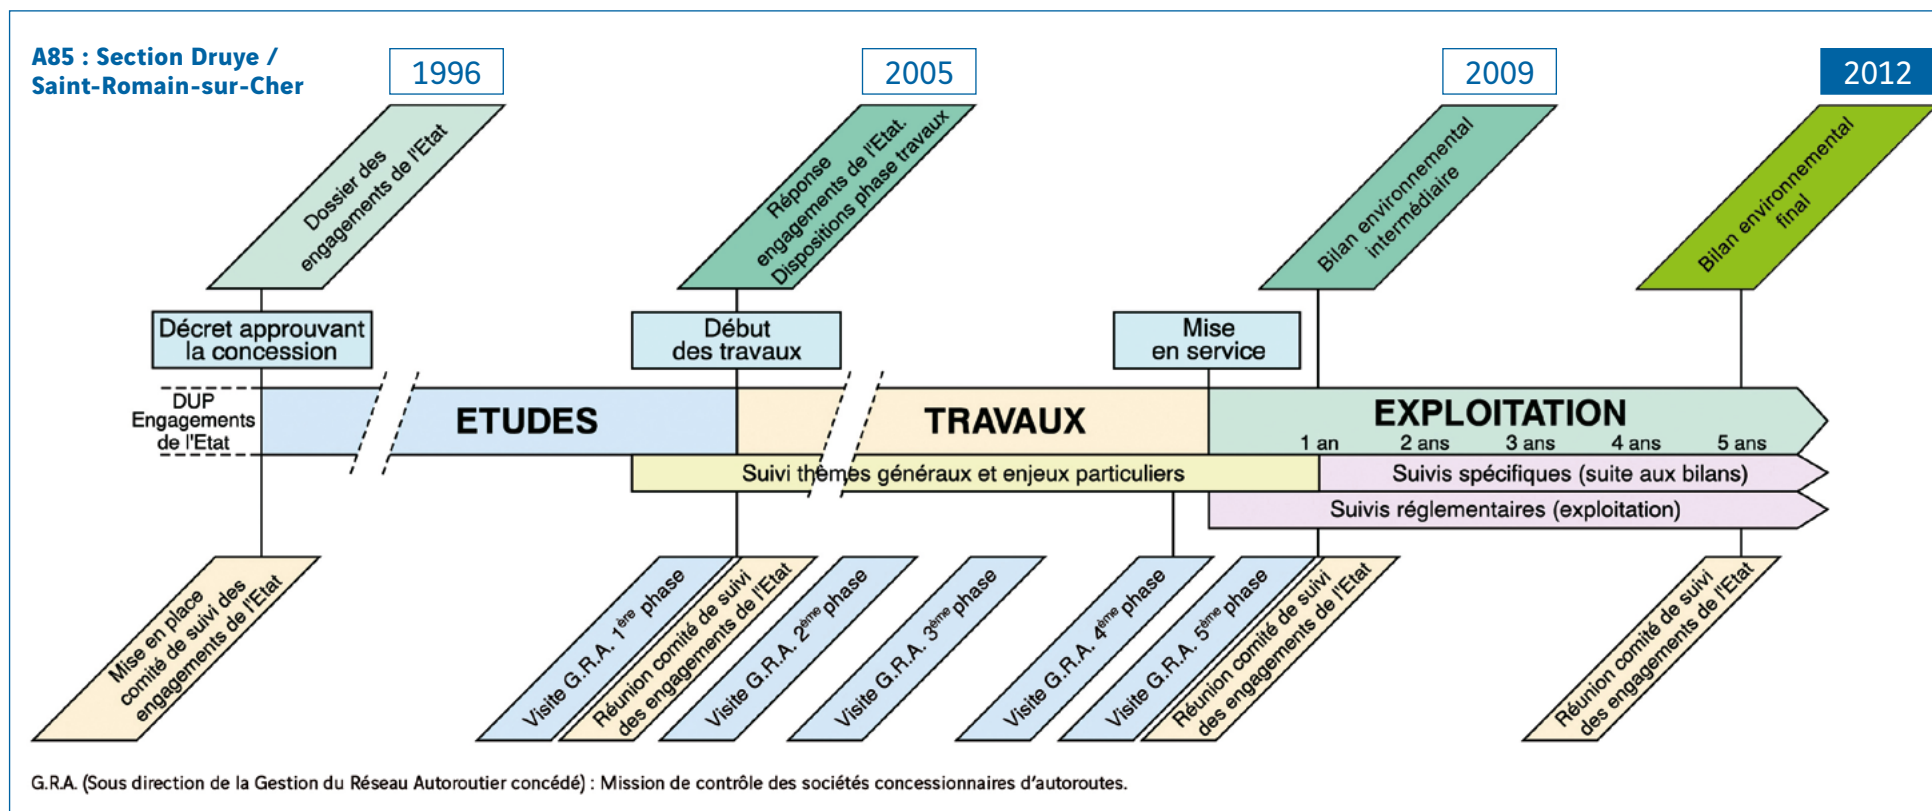 A85 : Section Druye /
Saint-Romain-sur-Cher
1996
2005
2009
2012
Dossier des
engagements de l'Etat
Réponse
engagements de l'Etat.
Dispositions phase travaux
Bilan environnemental
intermédiaire
Bilan environnemental
final
Décret approuvant
la concession
Début
des travaux
Mise
en service
DUP
Engagements
de l'Etat
ETUDES
TRAVAUX
EXPLOITATION
1 an
2 ans
3 ans
4 ans
5 ans
Suivi thèmes généraux et enjeux particuliers
Suivis spécifiques (suite aux bilans)
Suivis réglementaires (exploitation)
Mise en place
comité de suivi des
engagements de l'Etat
Visite G.R.A. 1ère phase
Réunion comité de suivi
des engagements de l'Etat
Visite G.R.A. 2ème phase
Visite G.R.A. 3ème phase
Visite G.R.A. 4ème phase
Visite G.R.A. 5ème phase
Réunion comité de suivi
des engagements de l'Etat
Réunion comité de suivi
des engagements de l'Etat
G.R.A. (Sous direction de la Gestion du Réseau Autoroutier concédé) : Mission de contrôle des sociétés concessionnaires d'autoroutes.